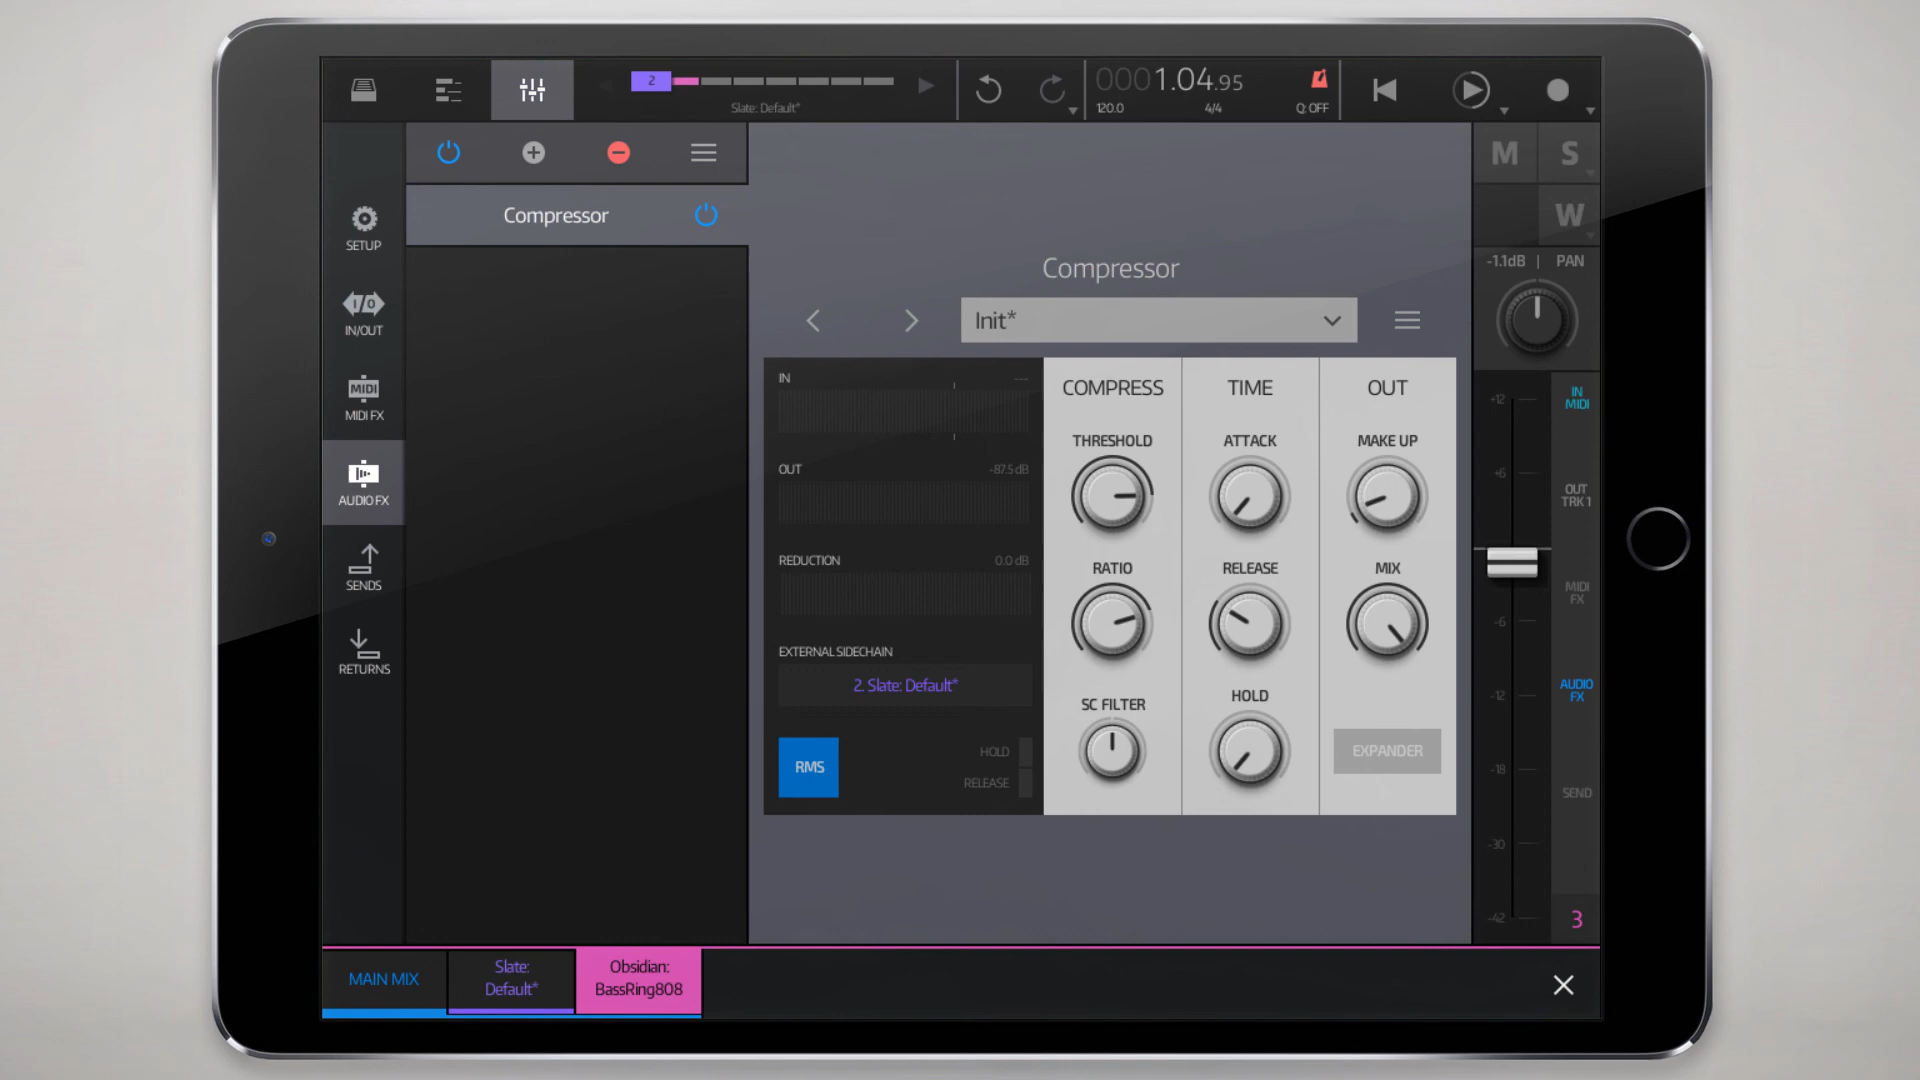 2
Slate: Default*
0001.04.95
120.0
4/4
Q: OFF
M
S
W
SETUP
IN/OUT
I/O
MIDI
MIDI FX
AUDIO FX
SENDS
RETURNS
Compressor
Compressor
Init*
IN
---
OUT
-87.5 dB
REDUCTION
0.0 dB
EXTERNAL SIDECHAIN
2. Slate: Default*
RMS
HOLD
RELEASE
COMPRESS
THRESHOLD
RATIO
SC FILTER
TIME
ATTACK
RELEASE
HOLD
OUT
MAKE UP
MIX
EXPANDER
-1.1dB | PAN
+12
+6
-6
-12
-18
-30
-42
IN
MIDI
OUT
TRK 1
MIDI
FX
AUDIO
FX
SEND
3
MAIN MIX
Slate:
Default*
Obsidian:
BassRing808